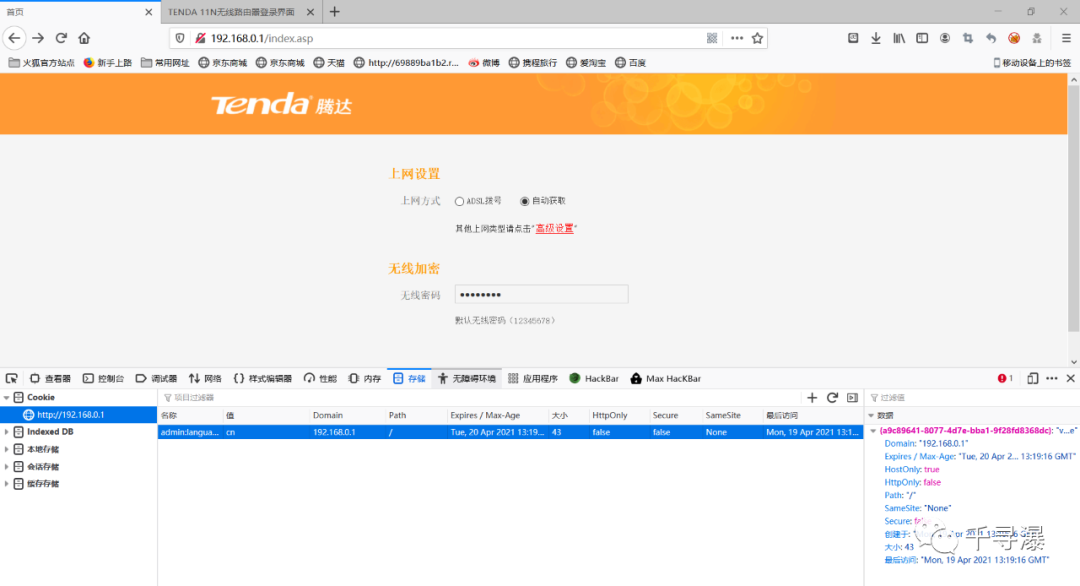 首页
TENDA 11N无线路由器登录界面
192.168.0.1/index.asp
火狐官方站点 新手上路 常用网址 京东商城 京东商城 天猫 http://69889ba1b2.r... 微博 携程旅行 爱淘宝 百度 移动设备上的书签
Tenda 腾达
上网设置
上网方式 ADSL拨号 自动获取
其他上网类型请点击"高级设置"
无线加密
无线密码 ••••••••
默认无线密码（12345678）
查看器 控制台 调试器 网络 样式编辑器 性能 内存 存储 无障碍环境 应用程序 HackBar Max HacKBar 1
Cookie 项目过滤器 过滤值
http://192.168.0.1 名称 值 Domain Path Expires / Max-Age 大小 HttpOnly Secure SameSite 最后访问 数据
admin:langua... cn 192.168.0.1 / Tue, 20 Apr 2021 13:19... 43 false false None Mon, 19 Apr 2021 13:1...
Indexed DB
本地存储
会话存储
缓存存储
{a9c89641-8077-4d7e-bba1-9f28fd8368dc}: "v...e"
Domain: "192.168.0.1"
Expires / Max-Age: "Tue, 20 Apr 2... 13:19:16 GMT"
HostOnly: true
HttpOnly: false
Path: "/"
SameSite: "None"
Secure:
创建于:
大小: 43
最后访问: "Mon, 19 Apr 2021 13:19:16 GMT"
千寻瀑